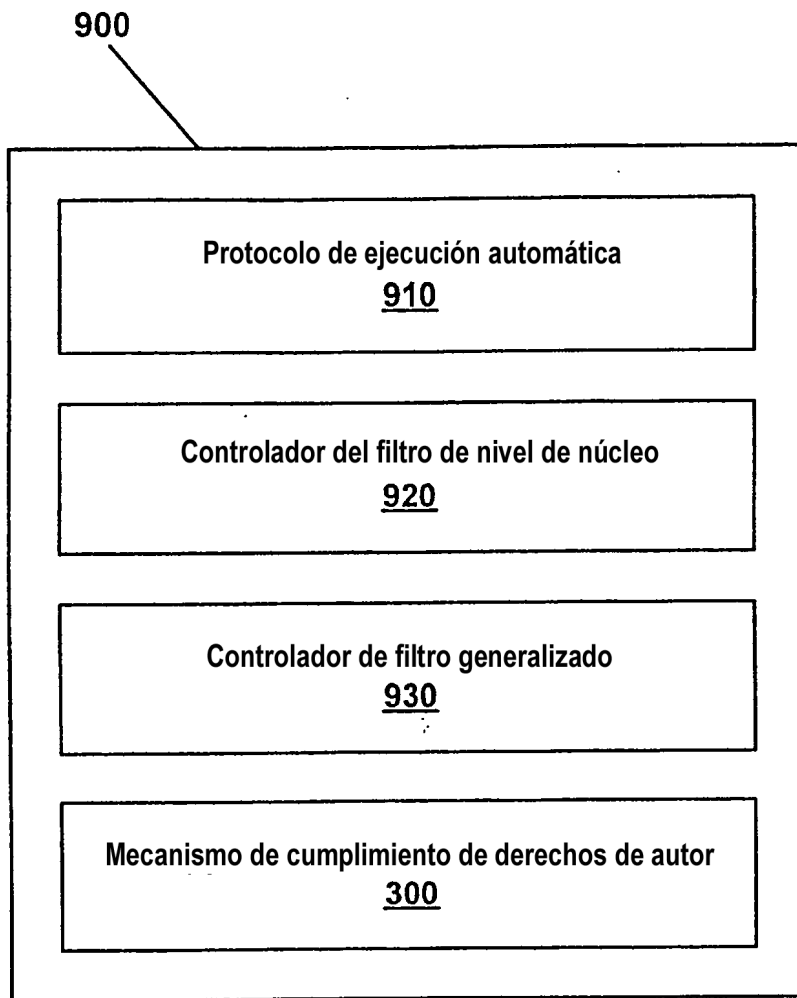 900
Protocolo de ejecución automática
910
Controlador del filtro de nivel de núcleo
920
Controlador de filtro generalizado
930
Mecanismo de cumplimiento de derechos de autor
300